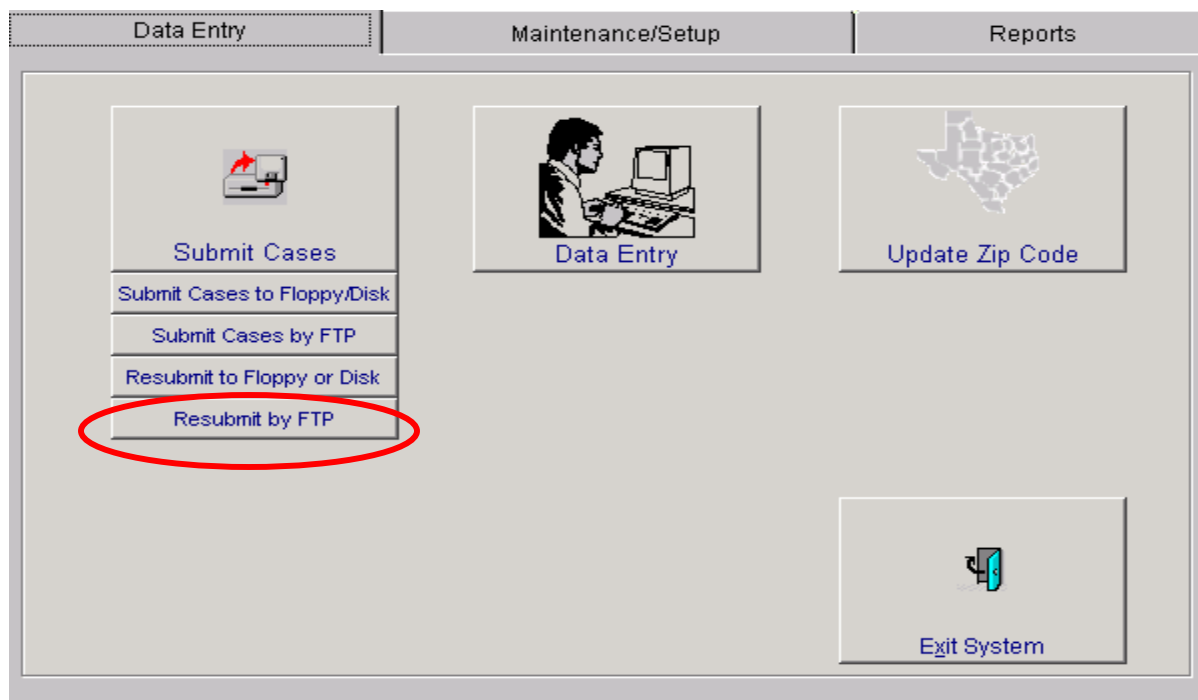 Data Entry
Maintenance/Setup
Reports
Submit Cases
Data Entry
Update Zip Code
Submit Cases to Floppy/Disk
Submit Cases by FTP
Resubmit to Floppy or Disk
Resubmit by FTP
Exit System